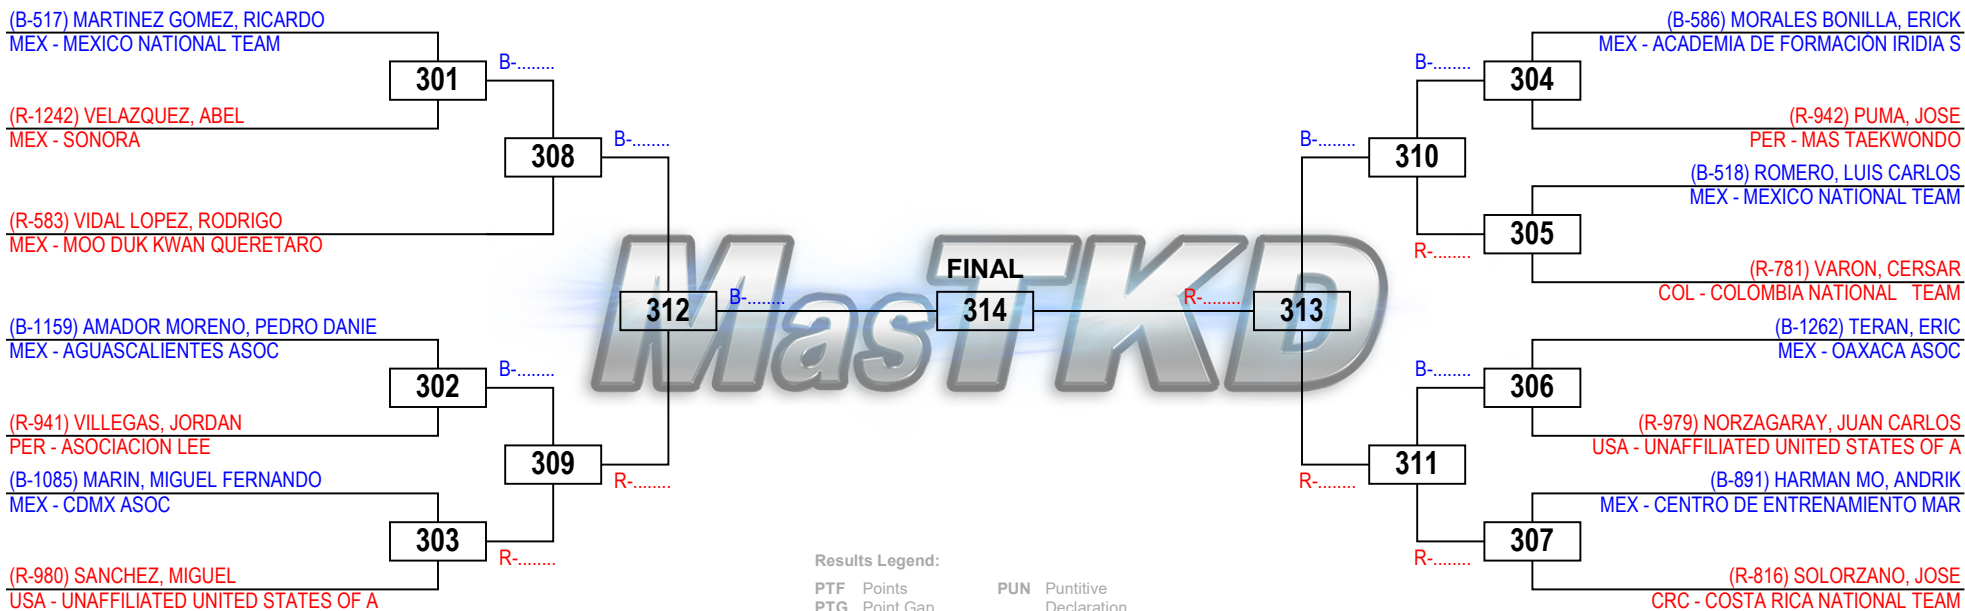 (B-517) MARTINEZ GOMEZ, RICARDO
MEX - MEXICO NATIONAL TEAM
301
B-........
(R-1242) VELAZQUEZ, ABEL
MEX - SONORA
308
B-........
(R-583) VIDAL LOPEZ, RODRIGO
MEX - MOO DUK KWAN QUERETARO
312
B-........
(B-1159) AMADOR MORENO, PEDRO DANIE
MEX - AGUASCALIENTES ASOC
302
B-........
(R-941) VILLEGAS, JORDAN
PER - ASOCIACION LEE
309
R-........
(B-1085) MARIN, MIGUEL FERNANDO
MEX - CDMX ASOC
303
R-........
(R-980) SANCHEZ, MIGUEL
USA - UNAFFILIATED UNITED STATES OF A
MasTKD
FINAL
314
(B-586) MORALES BONILLA, ERICK
MEX - ACADEMIA DE FORMACIÓN IRIDIA S
B-........
304
(R-942) PUMA, JOSE
PER - MAS TAEKWONDO
B-........
310
(B-518) ROMERO, LUIS CARLOS
MEX - MEXICO NATIONAL TEAM
305
R-........
(R-781) VARON, CERSAR
COL - COLOMBIA NATIONAL TEAM
R-........
313
(B-1262) TERAN, ERIC
MEX - OAXACA ASOC
B-........
306
(R-979) NORZAGARAY, JUAN CARLOS
USA - UNAFFILIATED UNITED STATES OF A
311
R-........
(B-891) HARMAN MO, ANDRIK
MEX - CENTRO DE ENTRENAMIENTO MAR
307
R-........
(R-816) SOLORZANO, JOSE
CRC - COSTA RICA NATIONAL TEAM
Results Legend:
PTF Points PUN Puntitive
PTG Point Gap Declaration